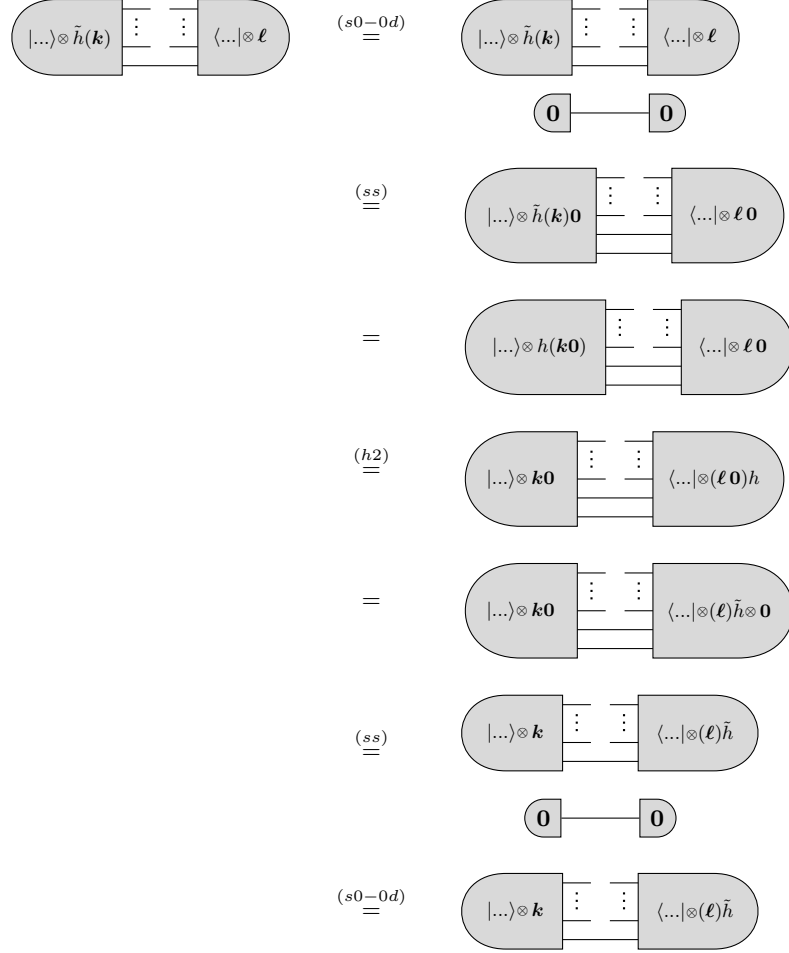 |...⟩⊗ h̃(𝒌) ⋮ ⋮ ⟨...|⊗ ℓ (s0−0d) = |...⟩⊗ h̃(𝒌) ⋮ ⋮ ⟨...|⊗ ℓ
𝟎 𝟎
(ss) = |...⟩⊗ h̃(𝒌)𝟎 ⋮ ⋮ ⟨...|⊗ ℓ 𝟎
= |...⟩⊗ h(𝒌𝟎) ⋮ ⋮ ⟨...|⊗ ℓ 𝟎
(h2) = |...⟩⊗ 𝒌𝟎 ⋮ ⋮ ⟨...|⊗(ℓ 𝟎)h
= |...⟩⊗ 𝒌𝟎 ⋮ ⋮ ⟨...|⊗(ℓ)h̃⊗ 𝟎
(ss) = |...⟩⊗ 𝒌 ⋮ ⋮ ⟨...|⊗(ℓ)h̃
𝟎 𝟎
(s0−0d) = |...⟩⊗ 𝒌 ⋮ ⋮ ⟨...|⊗(ℓ)h̃